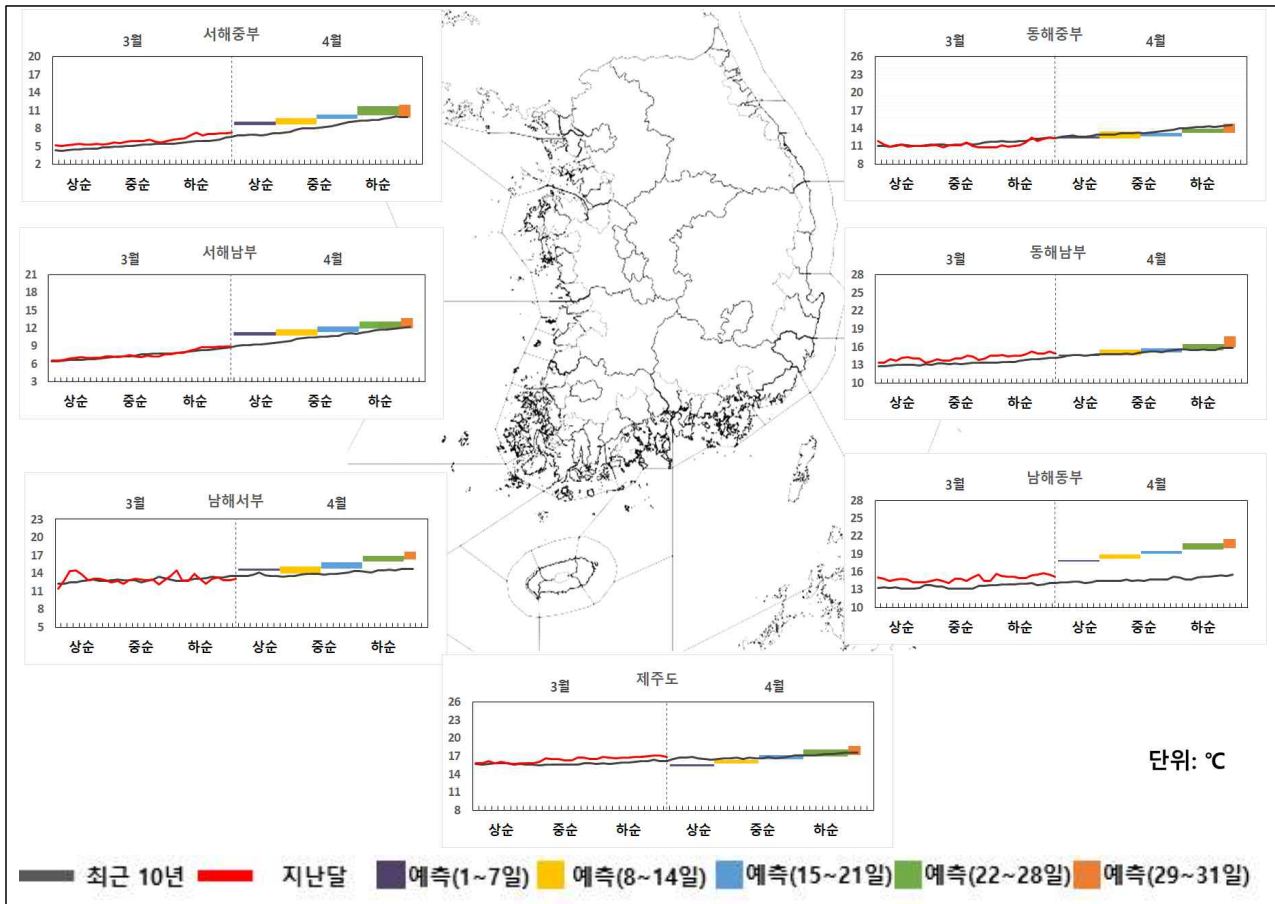 서해중부
3월 4월
20
17
14
11
8
5
2
상순 중순 하순 상순 중순 하순
동해중부
3월 4월
26
23
20
17
14
11
8
상순 중순 하순 상순 중순 하순
서해남부
3월 4월
21
18
15
12
9
6
3
상순 중순 하순 상순 중순 하순
동해남부
3월 4월
28
25
22
19
16
13
10
상순 중순 하순 상순 중순 하순
남해서부
3월 4월
23
20
17
14
11
8
5
상순 중순 하순 상순 중순 하순
남해동부
3월 4월
28
25
22
19
16
13
10
상순 중순 하순 상순 중순 하순
제주도
3월 4월
26
23
20
17
14
11
8
상순 중순 하순 상순 중순 하순
단위: ℃
최근 10년 지난달 예측(1~7일) 예측(8~14일) 예측(15~21일) 예측(22~28일) 예측(29~31일)